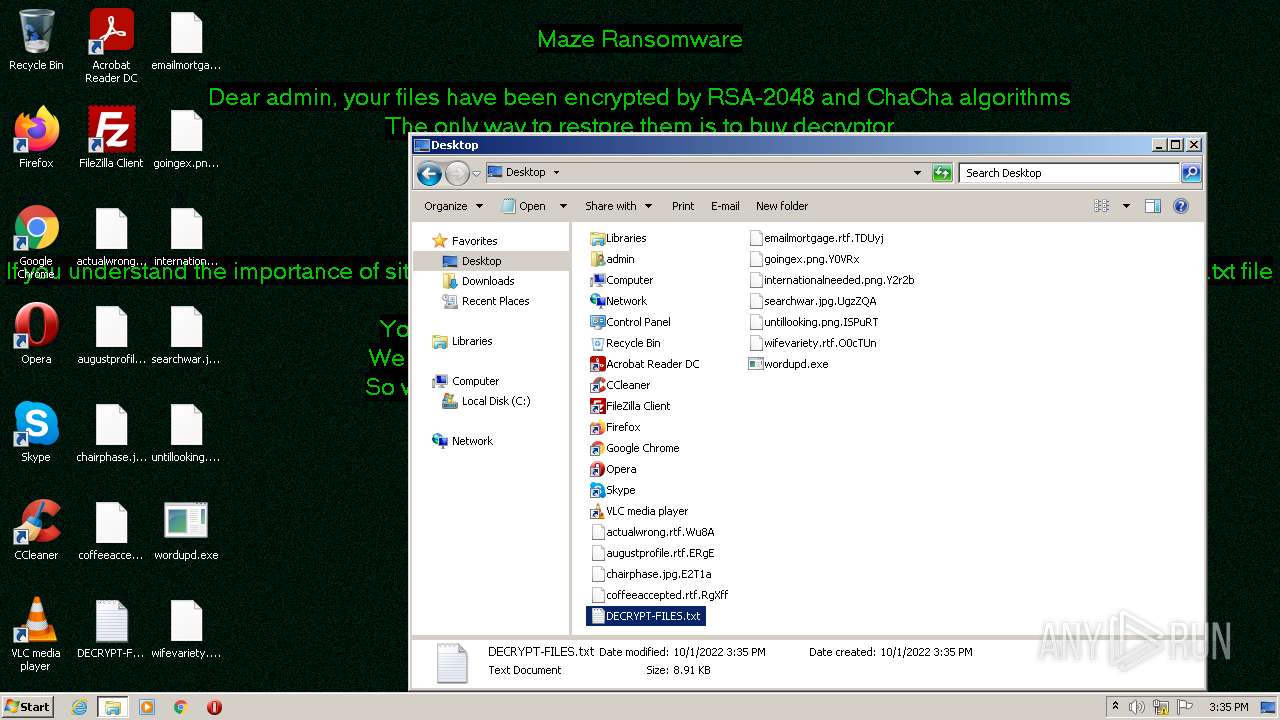 Maze Ransomware
Dear admin, your files have been encrypted by RSA-2048 and ChaCha algorithms
The only way to restore them is to buy decryptor
If you understand the importance of sit
.txt file
Yo
We
So
Recycle Bin
Acrobat Reader DC
emailmortga...
Firefox
FileZilla Client
goingex.pn...
Google Chrome
actualwrong...
internation...
Opera
augustprofil...
searchwar.j...
Skype
chairphase.j...
untillooking....
CCleaner
coffeeacce...
wordupd.exe
VLC media player
DECRYPT-F...
wifevariety....
Desktop
Search Desktop
Organize
Open
Share with
Print
E-mail
New folder
Favorites
Desktop
Downloads
Recent Places
Libraries
Computer
Local Disk (C:)
Network
Libraries
admin
Computer
Network
Control Panel
Recycle Bin
Acrobat Reader DC
CCleaner
FileZilla Client
Firefox
Google Chrome
Opera
Skype
VLC media player
actualwrong.rtf.Wu8A
augustprofile.rtf.ERgE
chairphase.jpg.E2T1a
coffeeaccepted.rtf.RgXff
DECRYPT-FILES.txt
emailmortgage.rtf.TDUyj
goingex.png.Y0VRx
internationalneeded.png.Y2r2b
searchwar.jpg.UgzZQA
untillooking.png.ISPuRT
wifevariety.rtf.O0cTUn
wordupd.exe
DECRYPT-FILES.txt Date modified: 10/1/2022 3:35 PM Date created: 10/1/2022 3:35 PM
Text Document Size: 8.91 KB
ANY RUN
Start
3:35 PM